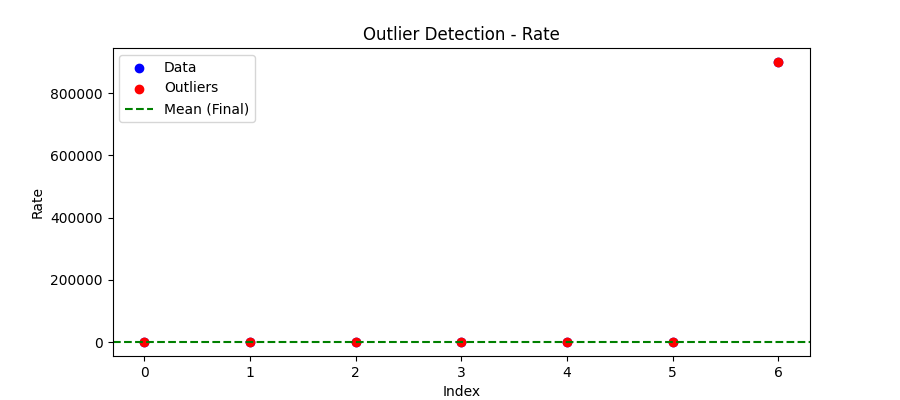 Outlier Detection - Rate
Data
Outliers
Mean (Final)
800000
600000
400000
200000
0
Rate
0 1 2 3 4 5 6
Index